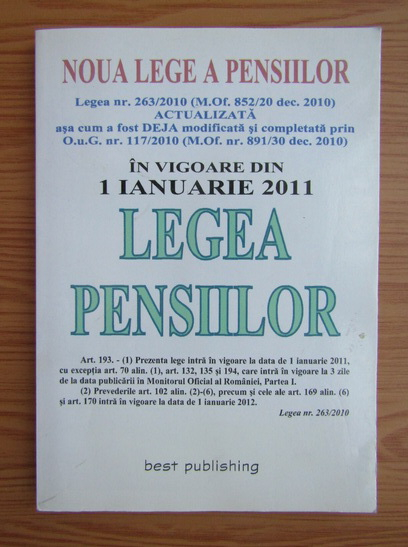 NOUA LEGE A PENSIILOR
Legea nr. 263/2010 (M.Of. 852/20 dec. 2010)
ACTUALIZATĂ
aşa cum a fost DEJA modificată şi completată prin
O.u.G. nr. 117/2010 (M.Of. nr. 891/30 dec. 2010)
ÎN VIGOARE DIN
1 IANUARIE 2011
LEGEA
PENSIILOR
Art. 193. - (1) Prezenta lege intră în vigoare la data de 1 ianuarie 2011,
cu excepţia art. 70 alin. (1), art. 132, 135 şi 194, care intră în vigoare la 3 zile
de la data publicării în Monitorul Oficial al României, Partea I.
(2) Prevederile art. 102 alin. (2)-(6), precum şi cele ale art. 169 alin. (6)
şi art. 170 intră în vigoare la data de 1 ianuarie 2012.
Legea nr. 263/2010
best publishing